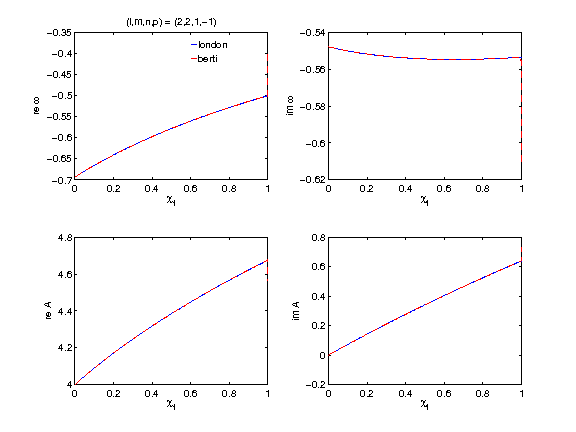 (l,m,n,p) = (2,2,1,−1)
−0.35
−0.4
−0.45
−0.5
−0.55
−0.6
−0.65
−0.7
re ω
0 0.2 0.4 0.6 0.8 1
χf
london
berti
−0.54
−0.56
−0.58
−0.6
−0.62
im ω
0 0.2 0.4 0.6 0.8 1
χf
4.8
4.6
4.4
4.2
4
re A
0 0.2 0.4 0.6 0.8 1
χf
0.8
0.6
0.4
0.2
0
−0.2
im A
0 0.2 0.4 0.6 0.8 1
χf